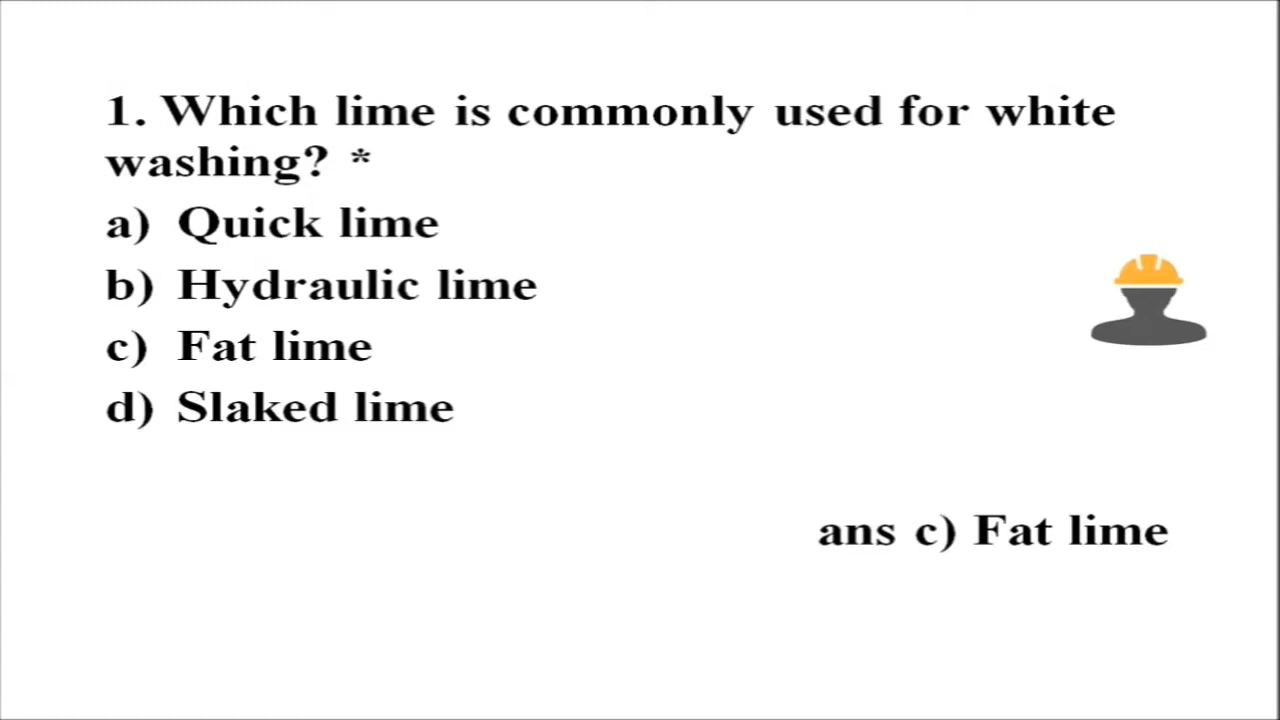 1. Which lime is commonly used for white
washing? *
a) Quick lime
b) Hydraulic lime
c) Fat lime
d) Slaked lime
ans c) Fat lime